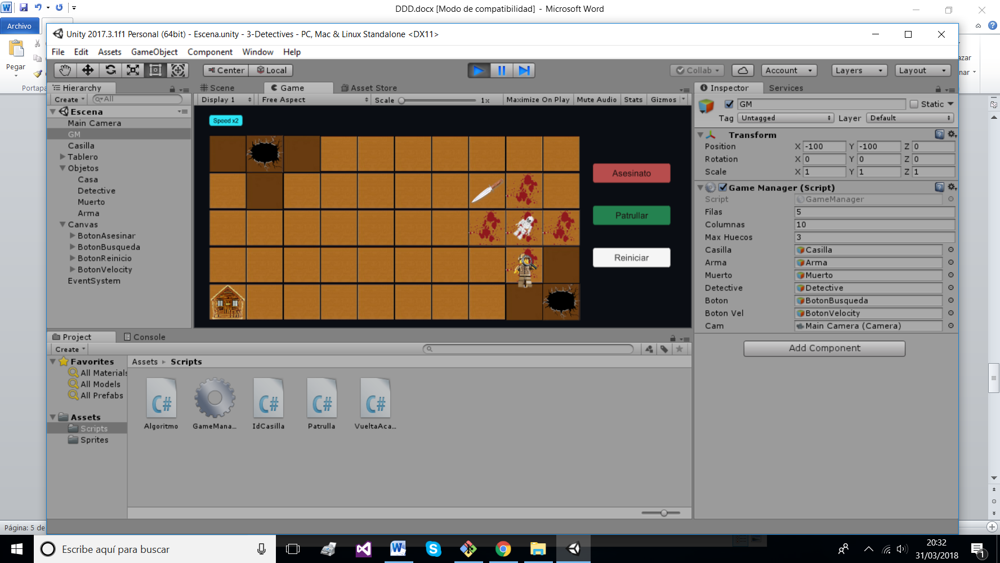 DDD.docx [Modo de compatibilidad] - Microsoft Word
Archivo
Pegar
Portapa
Unity 2017.3.1f1 Personal (64bit) - Escena.unity - 3-Detectives - PC, Mac & Linux Standalone <DX11>
File Edit Assets GameObject Component Window Help
Center Local Collab Account Layers Layout
Hierarchy
Create All
Escena
Main Camera
GM
Casilla
Tablero
Objetos
Casa
Detective
Muerto
Arma
Canvas
BotonAsesinar
BotonBusqueda
BotonReinicio
BotonVelocity
EventSystem
Scene Game Asset Store
Display 1 Free Aspect Scale 1x Maximize On Play Mute Audio Stats Gizmos
Speed x2
Asesinato
Patrullar
Reiniciar
Inspector Services
GM Static
Tag Untagged Layer Default
Transform
Position X -100 Y -100 Z 0
Rotation X 0 Y 0 Z 0
Scale X 1 Y 1 Z 1
Game Manager (Script)
Script GameManager
Filas 5
Columnas 10
Max Huecos 3
Casilla Casilla
Arma Arma
Muerto Muerto
Detective Detective
Boton BotonBusqueda
Boton Vel BotonVelocity
Cam Main Camera (Camera)
Add Component
Project Console
Create
Favorites
All Materials
All Models
All Prefabs
Assets
Scripts
Sprites
Assets Scripts
Algoritmo GameMana... IdCasilla Patrulla VueltaAca...
azar
nar
Página: 5 de
Escribe aquí para buscar
20:32
31/03/2018
1